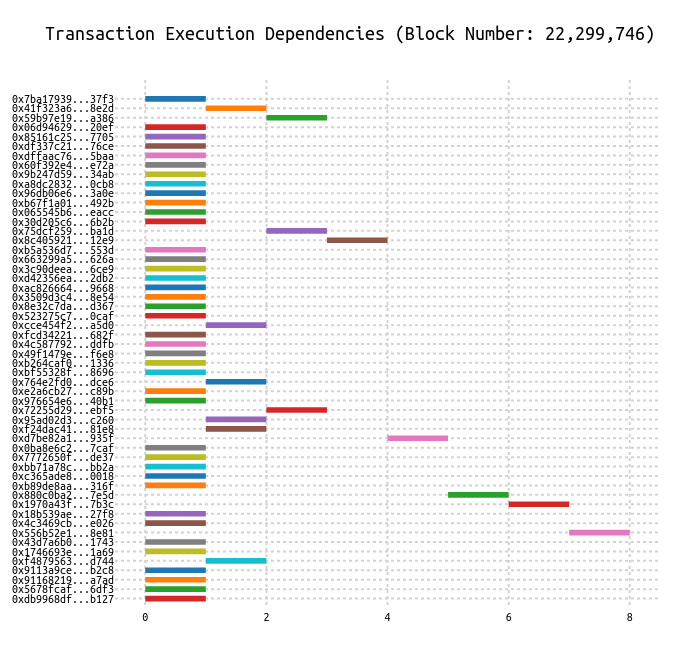 Transaction Execution Dependencies (Block Number: 22,299,746)
0x7ba17939...37f3
0x41f323a6...8e2d
0x59b97e19...a386
0x06d94629...20ef
0x85161c25...7705
0xdf337c21...76ce
0xdffaac76...5baa
0x60f392e4...e72a
0x9b247d59...34ab
0xa8dc2832...0cb8
0x96db06e6...3a0e
0xb67f1a01...492b
0x065545b6...eacc
0x30d205c6...6b2b
0x75dcf259...ba1d
0x8c405921...12e9
0xb5a536d7...553d
0x663299a5...626a
0x3c90deea...6ce9
0xd42356ea...2db2
0xac826664...9668
0x3509d3c4...8e54
0x8e32c7da...d367
0x523275c7...0caf
0xcce454f2...a5d0
0xfcd34221...682f
0x4c587792...ddfb
0x49f1479e...f6e8
0xb264caf0...1336
0xbf55328f...8696
0x764e2fd0...dce6
0xe2a6cb27...c89b
0x976654e6...40b1
0x72255d29...ebf5
0x95ad02d3...c260
0xf24dac41...81e8
0xd7be82a1...935f
0x0ba8e6c2...7caf
0x7772650f...de37
0xbb71a78c...bb2a
0xc365ade8...0018
0xb89de8aa...316f
0x880c0ba2...7e5d
0x1970a43f...7b3c
0x18b539ae...27f8
0x4c3469cb...e026
0x556b52e1...8e81
0x43d7a6b0...1743
0x1746693e...1a69
0xf4879563...d744
0x9113a9ce...b2c8
0x91168219...a7ad
0x5678fcaf...6df3
0xdb9968df...b127
0 2 4 6 8